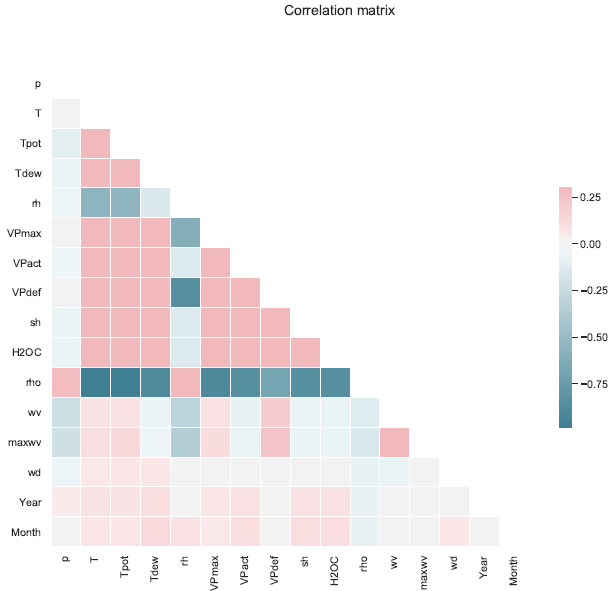 Correlation matrix
p
T
Tpot
Tdew
rh
VPmax
VPact
VPdef
sh
H2OC
rho
wv
maxwv
wd
Year
Month
0.25
0.00
−0.25
−0.50
−0.75
p
T
Tpot
Tdew
rh
VPmax
VPact
VPdef
sh
H2OC
rho
wv
maxwv
wd
Year
Month